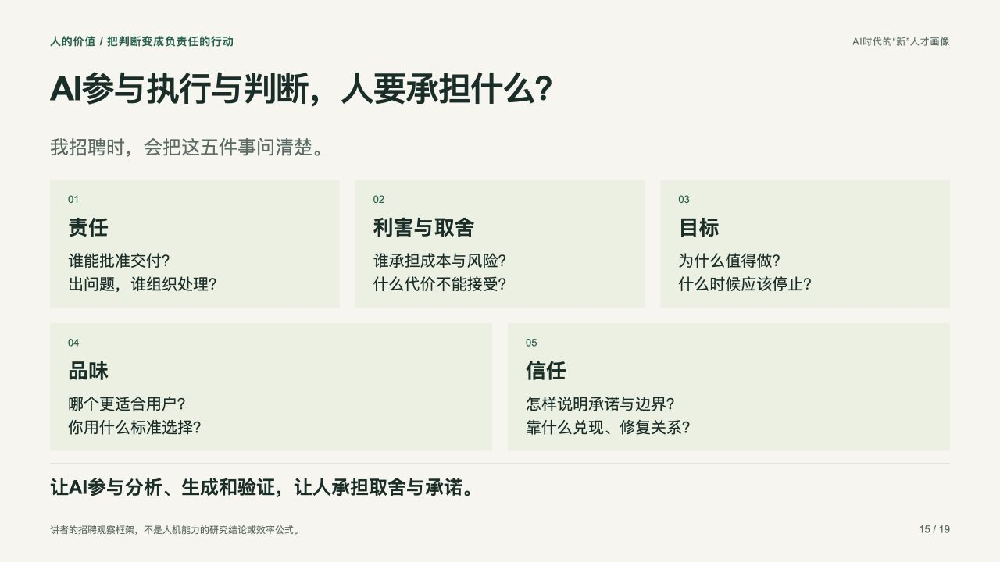 人的价值 / 把判断变成负责任的行动
AI时代的“新”人才画像
AI参与执行与判断，人要承担什么？
我招聘时，会把这五件事问清楚。
01
责任
谁能批准交付？
出问题，谁组织处理？
02
利害与取舍
谁承担成本与风险？
什么代价不能接受？
03
目标
为什么值得做？
什么时候应该停止？
04
品味
哪个更适合用户？
你用什么标准选择？
05
信任
怎样说明承诺与边界？
靠什么兑现、修复关系？
让AI参与分析、生成和验证，让人承担取舍与承诺。
讲者的招聘观察框架，不是人机能力的研究结论或效率公式。
15 / 19